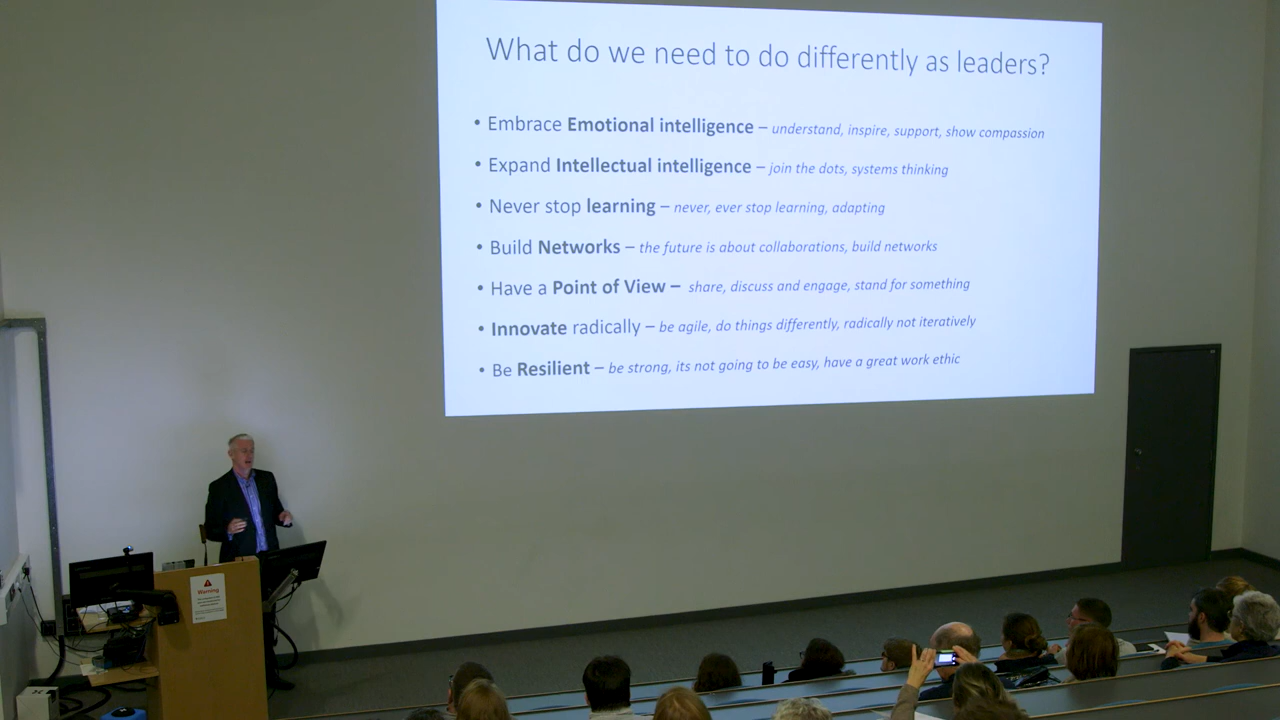 What do we need to do differently as leaders?
• Embrace Emotional intelligence – understand, inspire, support, show compassion
• Expand Intellectual intelligence – join the dots, systems thinking
• Never stop learning – never, ever stop learning, adapting
• Build Networks – the future is about collaborations, build networks
• Have a Point of View – share, discuss and engage, stand for something
• Innovate radically – be agile, do things differently, radically not iteratively
• Be Resilient – be strong, its not going to be easy, have a great work ethic
Warning